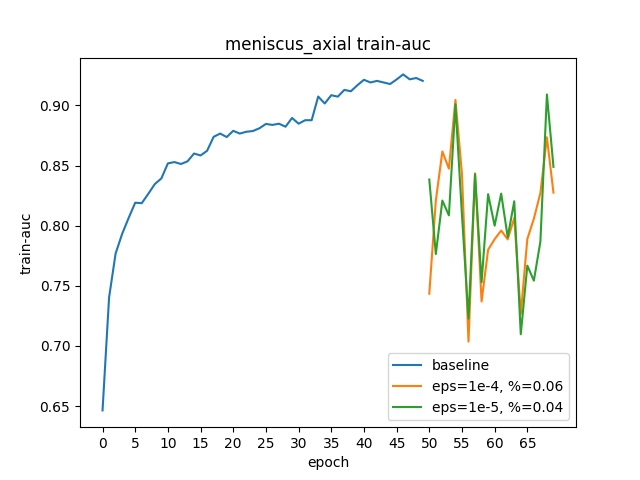 meniscus_axial train-auc
train-auc
0.90
0.85
0.80
0.75
0.70
0.65
baseline
eps=1e-4, %=0.06
eps=1e-5, %=0.04
0 5 10 15 20 25 30 35 40 45 50 55 60 65
epoch